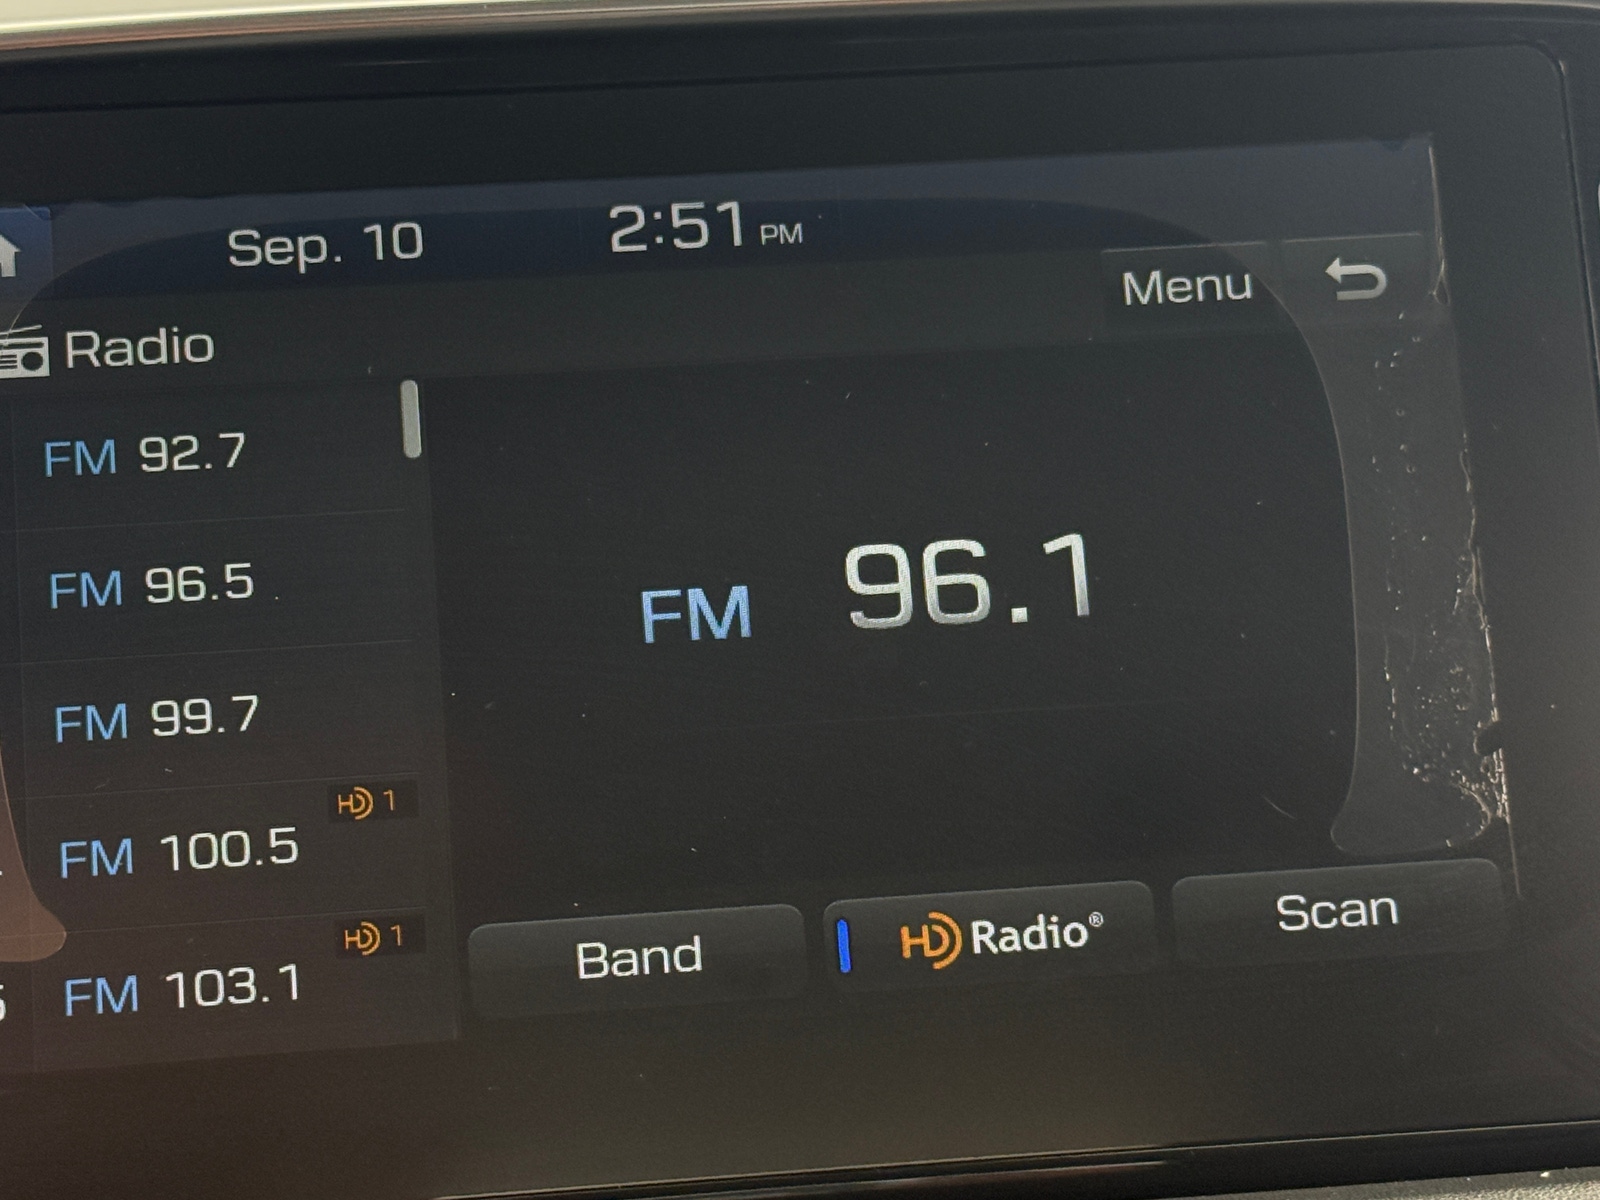 Sep. 10 2:51 PM
Menu
Radio
FM 92.7
FM 96.5
FM 99.7
HD 1
FM 100.5
HD 1
FM 103.1
FM 96.1
Band
HD Radio®
Scan